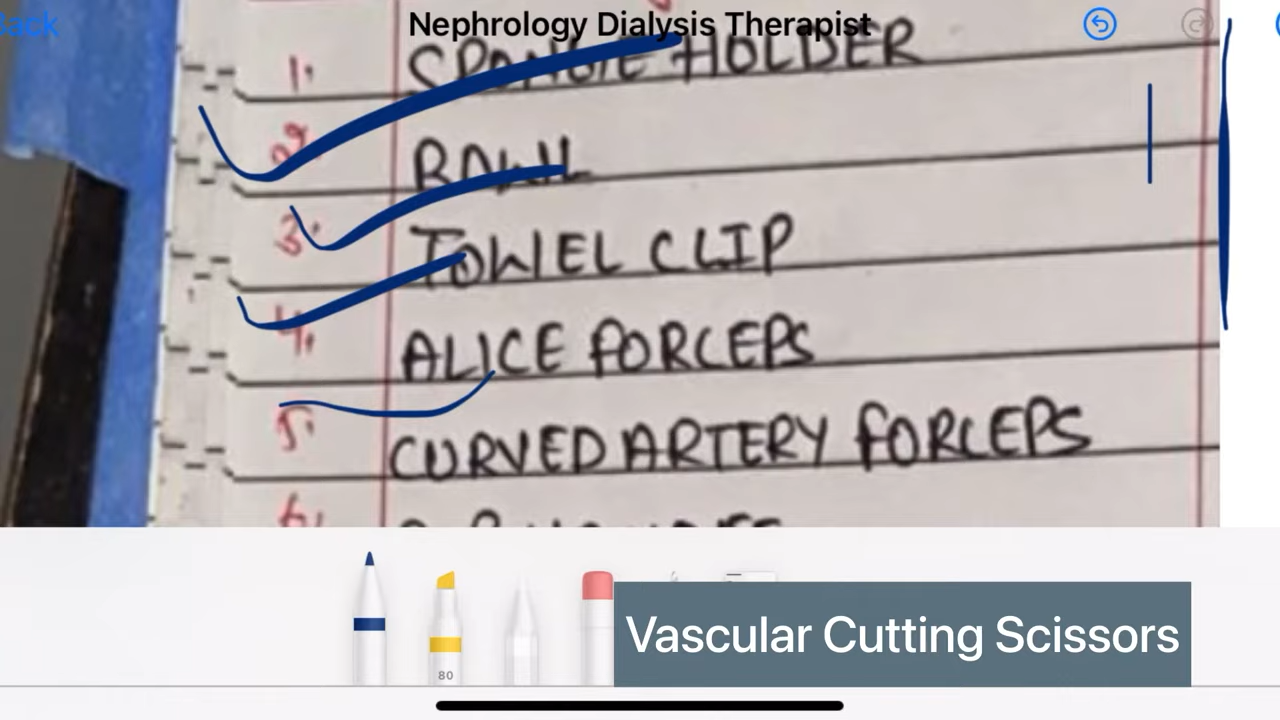 Back
Nephrology Dialysis Therapist
1. SPONGE HOLDER
2. BOWL
3. TOWEL CLIP
4. ALICE FORCEPS
5. CURVED ARTERY FORCEPS
6.
80
Vascular Cutting Scissors